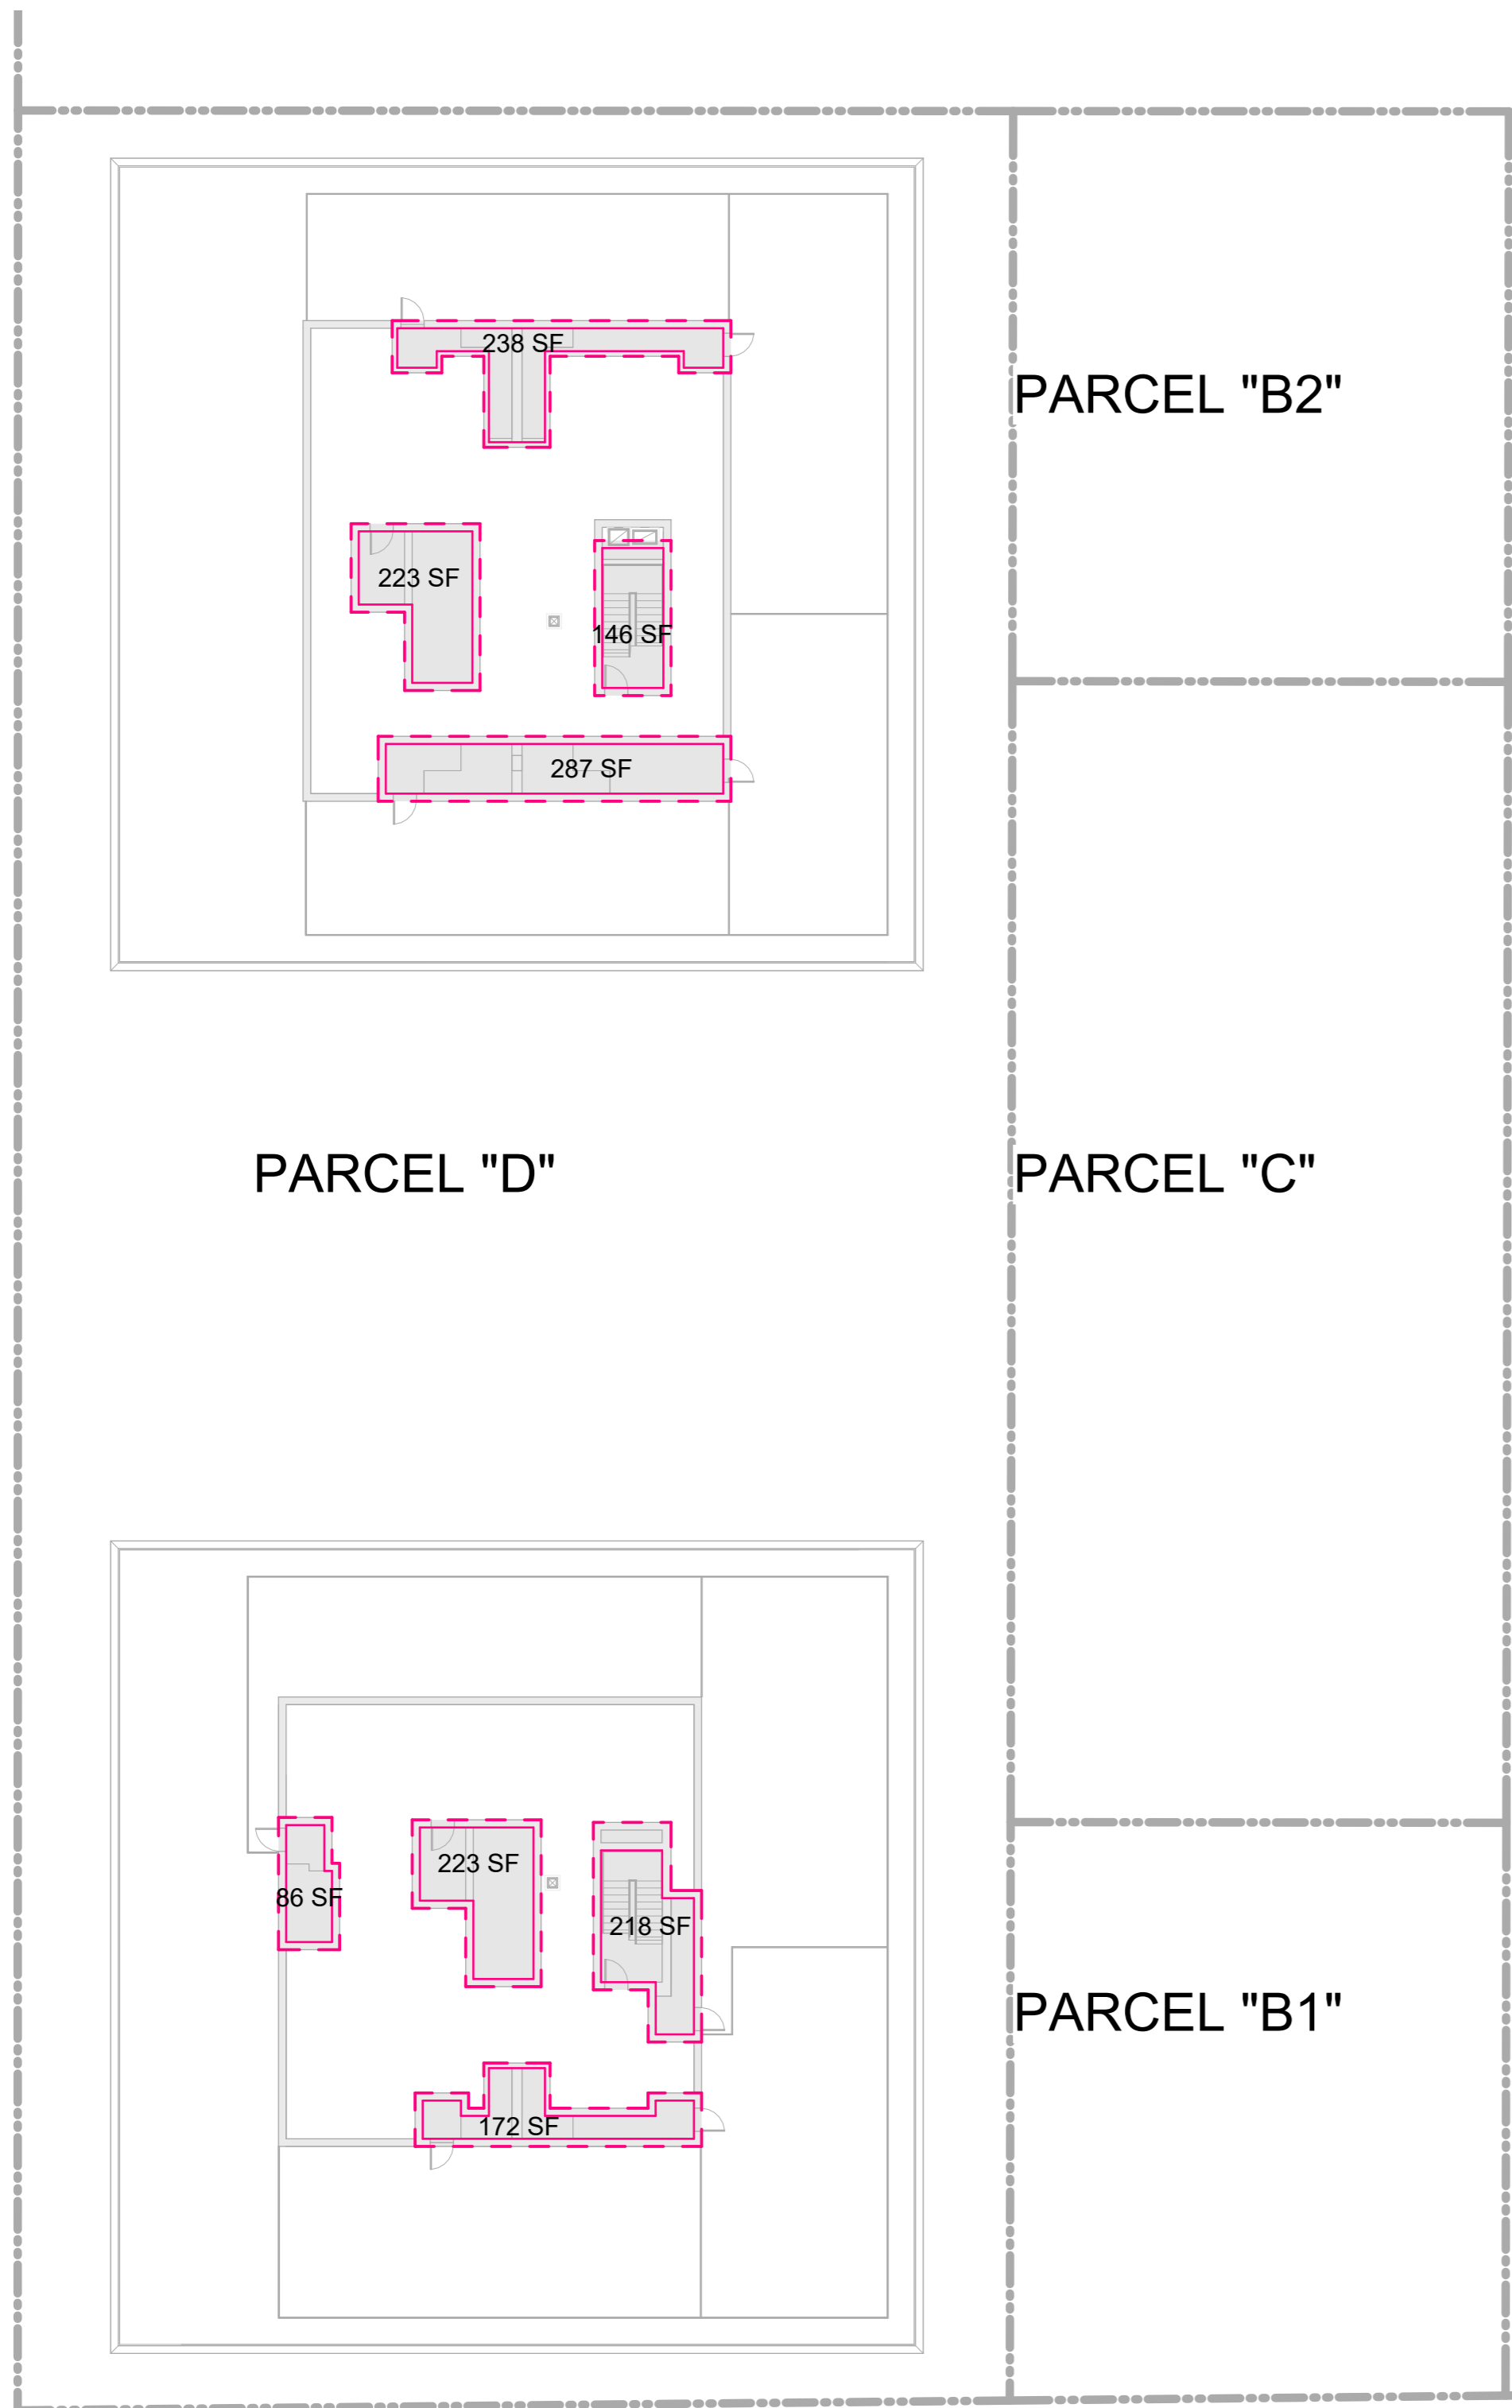 238 SF
PARCEL "B2"
223 SF
146 SF
287 SF
PARCEL "D"
PARCEL "C"
223 SF
86 SF
218 SF
PARCEL "B1"
172 SF